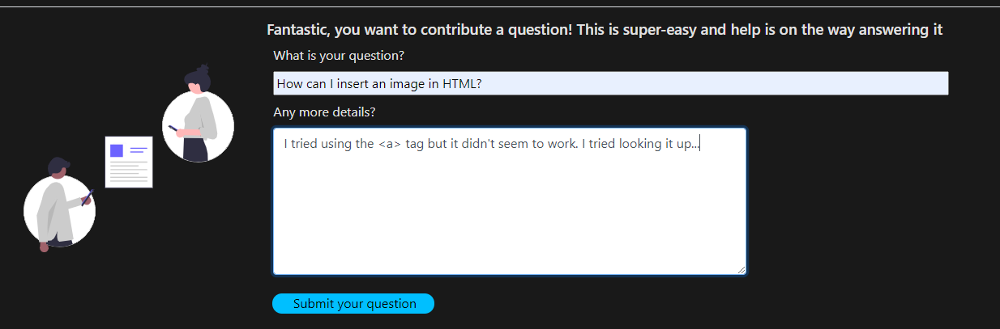 Fantastic, you want to contribute a question! This is super-easy and help is on the way answering it
What is your question?
How can I insert an image in HTML?
Any more details?
I tried using the <a> tag but it didn't seem to work. I tried looking it up...
Submit your question